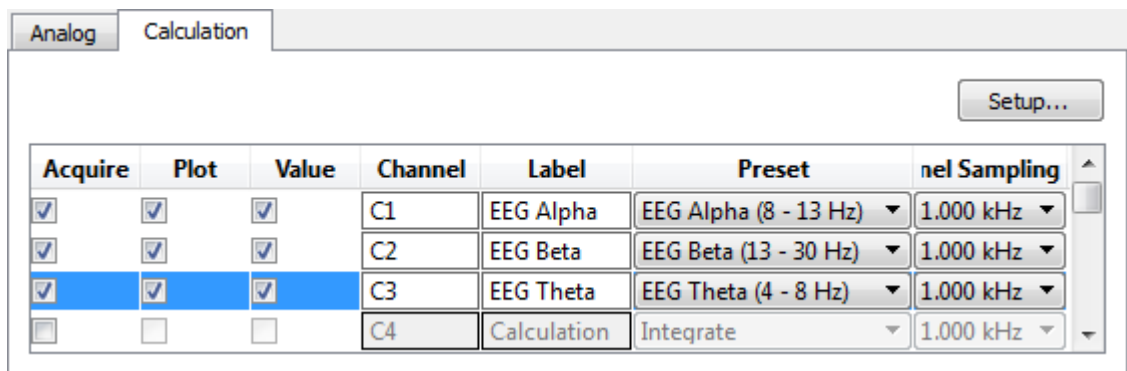 Analog Calculation
Setup...
Acquire Plot Value Channel Label Preset nel Sampling
C1 EEG Alpha EEG Alpha (8 - 13 Hz) 1.000 kHz
C2 EEG Beta EEG Beta (13 - 30 Hz) 1.000 kHz
C3 EEG Theta EEG Theta (4 - 8 Hz) 1.000 kHz
C4 Calculation Integrate 1.000 kHz